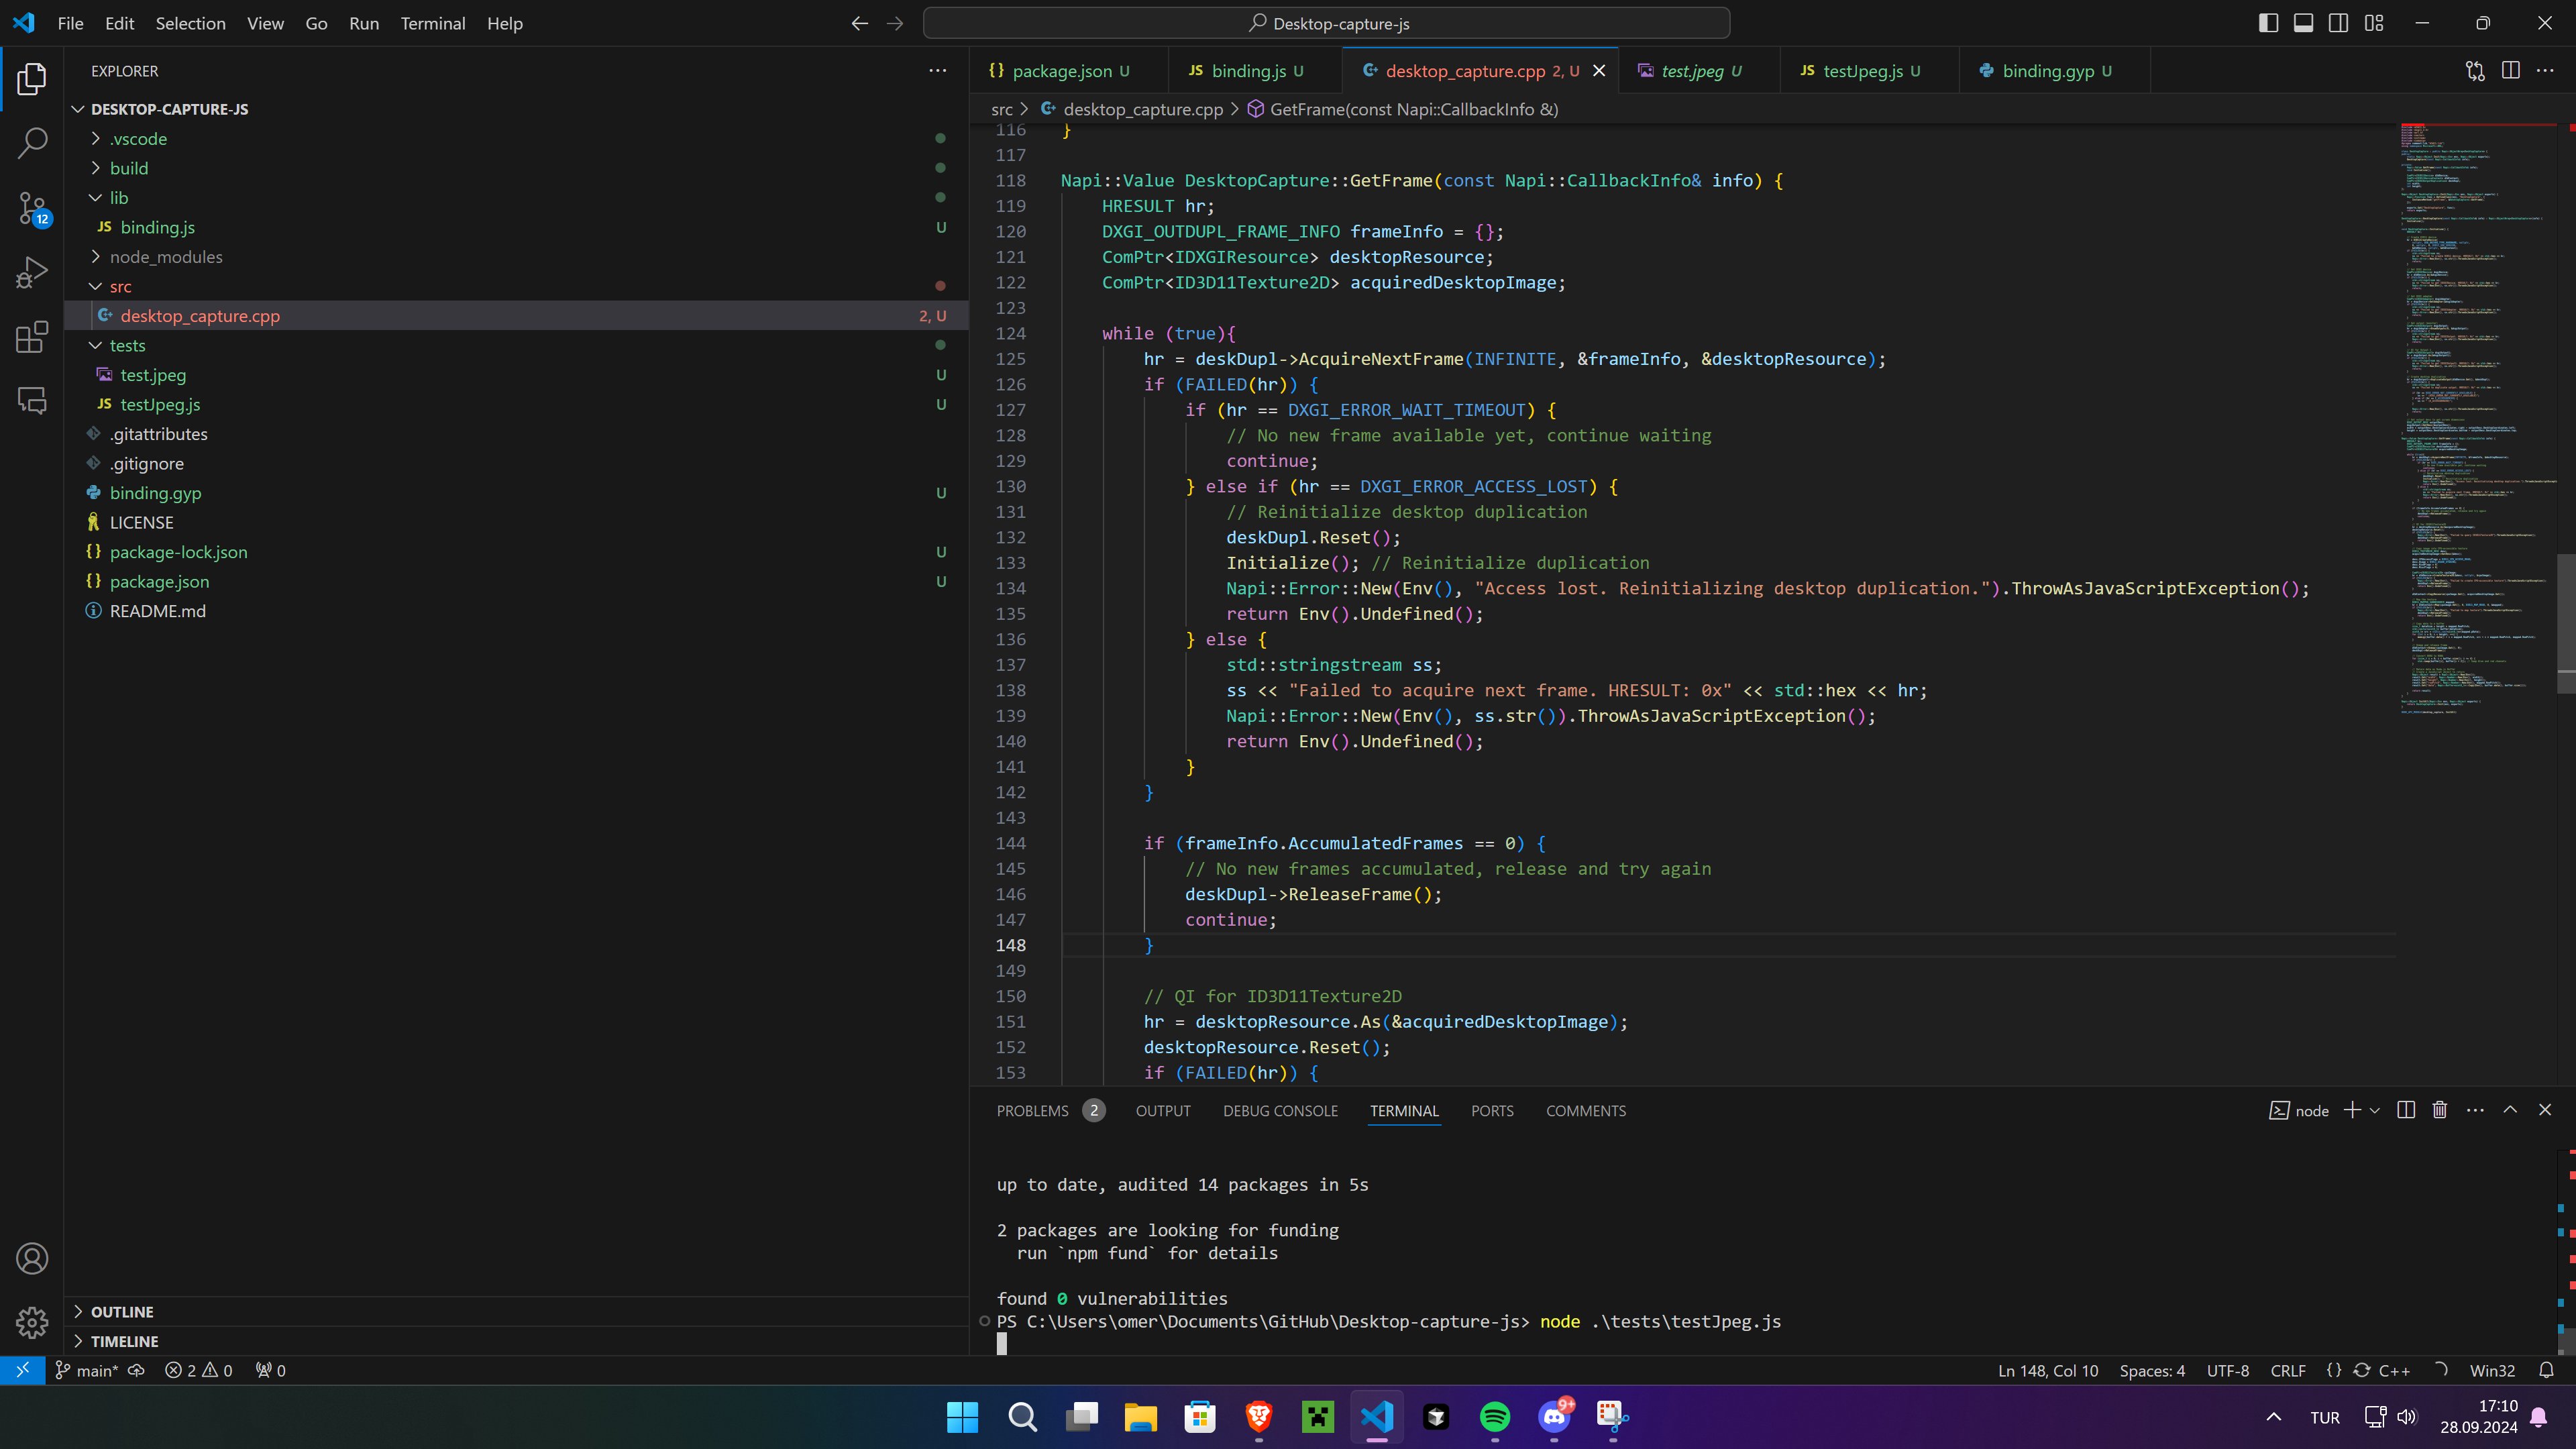 File Edit Selection View Go Run Terminal Help
Desktop-capture-js
EXPLORER
DESKTOP-CAPTURE-JS
.vscode
build
lib
JS binding.js U
node_modules
src
desktop_capture.cpp 2, U
tests
test.jpeg U
JS testJpeg.js U
.gitattributes
.gitignore
binding.gyp U
LICENSE
{} package-lock.json U
{} package.json U
README.md
OUTLINE
TIMELINE
12
{} package.json U
JS binding.js U
desktop_capture.cpp 2, U
test.jpeg U
JS testJpeg.js U
binding.gyp U
src > desktop_capture.cpp > GetFrame(const Napi::CallbackInfo &)
116 }
117
118 Napi::Value DesktopCapture::GetFrame(const Napi::CallbackInfo& info) {
119 HRESULT hr;
120 DXGI_OUTDUPL_FRAME_INFO frameInfo = {};
121 ComPtr<IDXGIResource> desktopResource;
122 ComPtr<ID3D11Texture2D> acquiredDesktopImage;
123
124 while (true){
125 hr = deskDupl->AcquireNextFrame(INFINITE, &frameInfo, &desktopResource);
126 if (FAILED(hr)) {
127 if (hr == DXGI_ERROR_WAIT_TIMEOUT) {
128 // No new frame available yet, continue waiting
129 continue;
130 } else if (hr == DXGI_ERROR_ACCESS_LOST) {
131 // Reinitialize desktop duplication
132 deskDupl.Reset();
133 Initialize(); // Reinitialize duplication
134 Napi::Error::New(Env(), "Access lost. Reinitializing desktop duplication.").ThrowAsJavaScriptException();
135 return Env().Undefined();
136 } else {
137 std::stringstream ss;
138 ss << "Failed to acquire next frame. HRESULT: 0x" << std::hex << hr;
139 Napi::Error::New(Env(), ss.str()).ThrowAsJavaScriptException();
140 return Env().Undefined();
141 }
142 }
143
144 if (frameInfo.AccumulatedFrames == 0) {
145 // No new frames accumulated, release and try again
146 deskDupl->ReleaseFrame();
147 continue;
148 }
149
150 // QI for ID3D11Texture2D
151 hr = desktopResource.As(&acquiredDesktopImage);
152 desktopResource.Reset();
153 if (FAILED(hr)) {
PROBLEMS 2 OUTPUT DEBUG CONSOLE TERMINAL PORTS COMMENTS
node
up to date, audited 14 packages in 5s
2 packages are looking for funding
run `npm fund` for details
found 0 vulnerabilities
PS C:\Users\omer\Documents\GitHub\Desktop-capture-js> node .\tests\testJpeg.js
main* 2 0 0
Ln 148, Col 10 Spaces: 4 UTF-8 CRLF {} C++ Win32
9+
TUR
17:10
28.09.2024